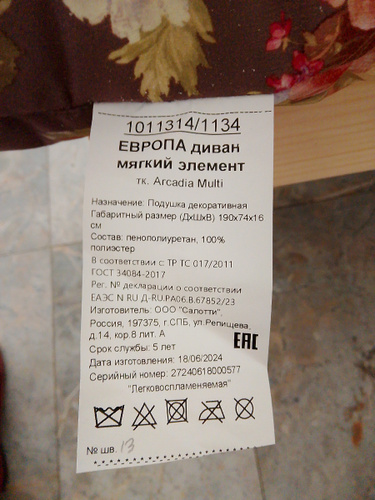 1011314/1134
ЕВРОПА диван
мягкий элемент
тк. Arcadia Multi
Назначение: Подушка декоративная
Габаритный размер (ДхШхВ) 190х74х16
см
Состав: пенополиуретан, 100%
полиэстер
В соответствии с ТР ТС 017/2011
ГОСТ 34084-2017
Рег. № декларации о соответствии
ЕАЭС N RU Д-RU.РА06.В.67852/23
Изготовитель: ООО "Салотти",
Россия, 197375, г.СПБ, ул.Репищева,
д.14, кор.8 лит. А
EAC
Срок службы: 5 лет
Дата изготовления: 18/06/2024
Серийный номер: 27240618000577
"Легковоспламеняемая"
№ шв. 13